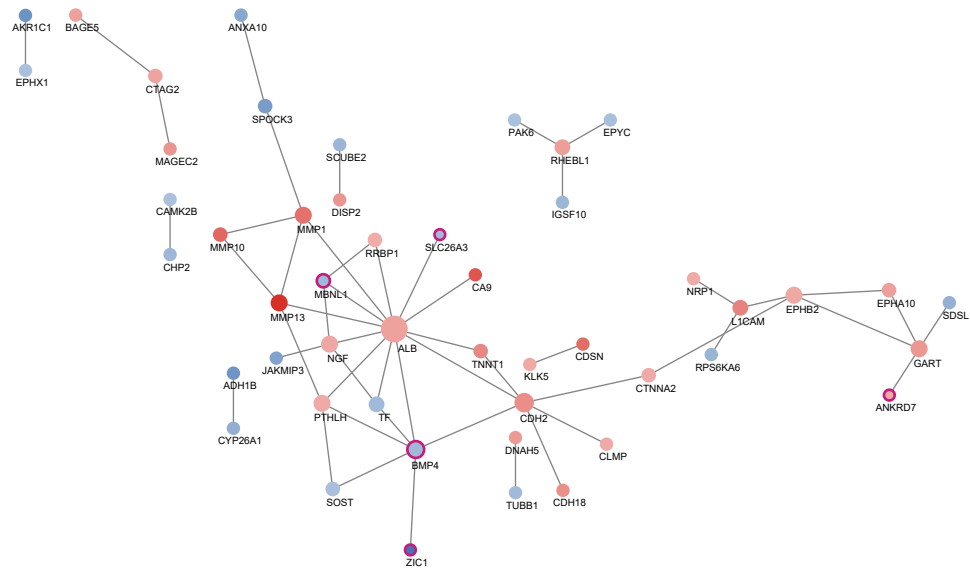 AKR1C1
BAGE5
ANXA10
EPHX1
CTAG2
SPOCK3
PAK6
EPYC
MAGEC2
SCUBE2
RHEBL1
CAMK2B
DISP2
IGSF10
MMP1
MMP10
RRBP1
SLC26A3
CHP2
MBNL1
CA9
NRP1
EPHA10
MMP13
L1CAM
EPHB2
SDSL
ALB
NGF
JAKMIP3
TNNT1
CDSN
KLK5
RPS6KA6
GART
ADH1B
CTNNA2
ANKRD7
PTHLH
TF
CDH2
CYP26A1
DNAH5
CLMP
BMP4
SOST
TUBB1
CDH18
ZIC1